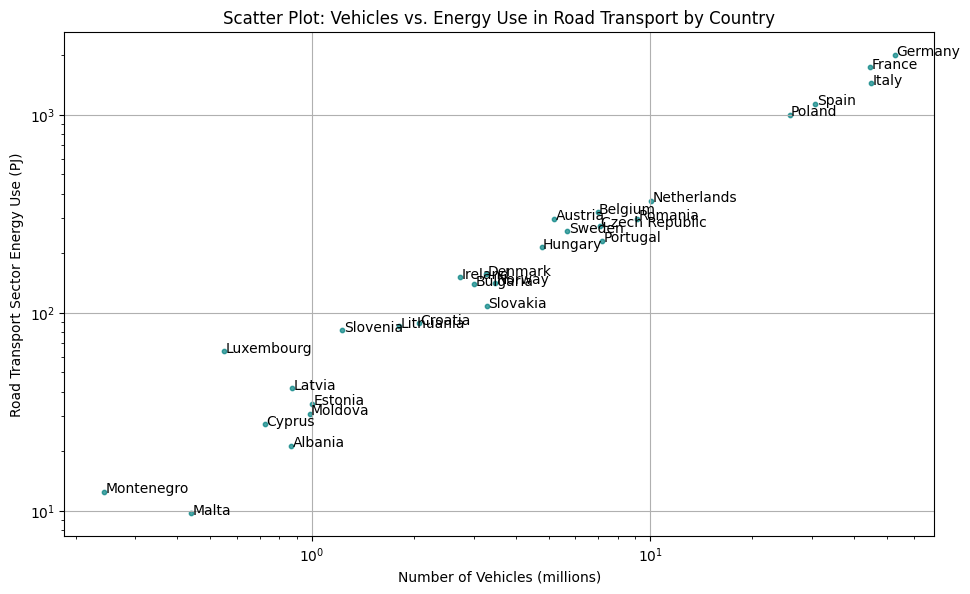 Scatter Plot: Vehicles vs. Energy Use in Road Transport by Country
Germany
France
Italy
Spain
Poland
10³
Netherlands
Belgium
Romania
Austria
Czech Republic
Sweden
Portugal
Hungary
Denmark
Ireland
Norway
Bulgaria
Slovakia
10²
Croatia
Lithuania
Slovenia
Luxembourg
Latvia
Estonia
Moldova
Cyprus
Albania
Montenegro
Malta
10¹
Road Transport Sector Energy Use (PJ)
10⁰
10¹
Number of Vehicles (millions)